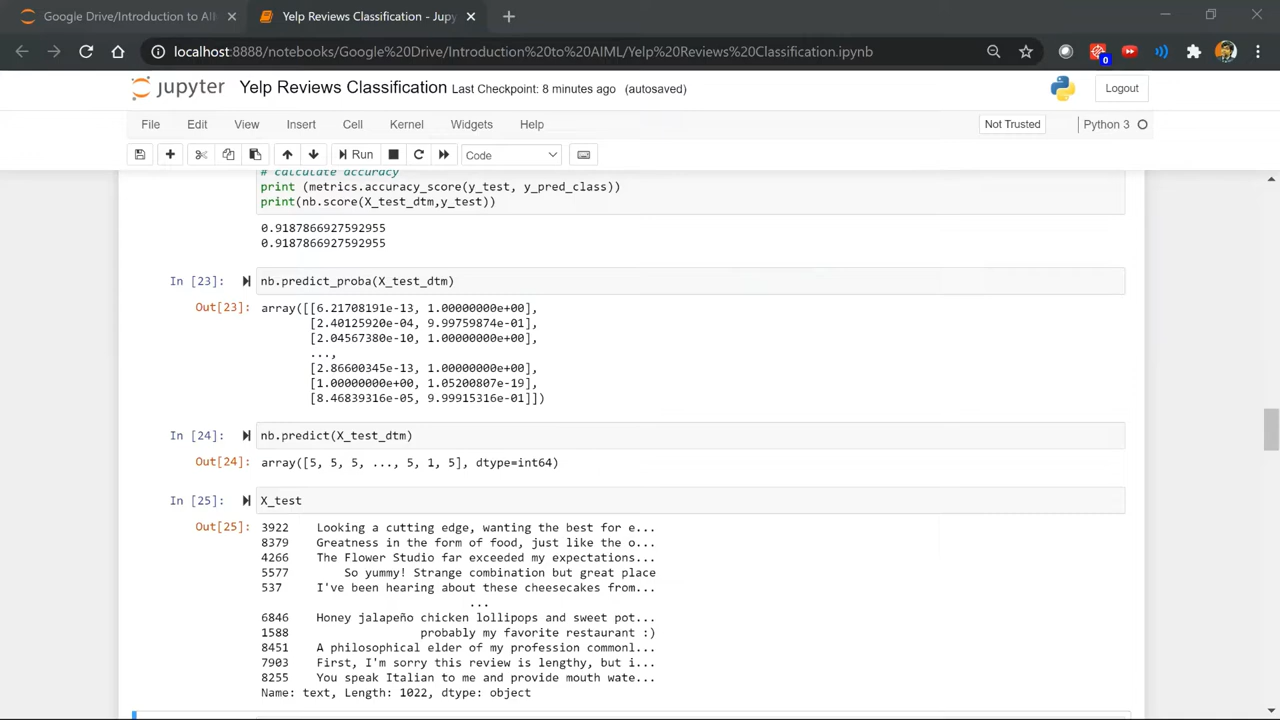 Google Drive/Introduction to AI
Yelp Reviews Classification - Jupy
localhost:8888/notebooks/Google%20Drive/Introduction%20to%20AIML/Yelp%20Reviews%20Classification.ipynb
0
jupyter Yelp Reviews Classification Last Checkpoint: 8 minutes ago (autosaved)
Logout
File Edit View Insert Cell Kernel Widgets Help
Not Trusted
Python 3
Run
Code
# calculate accuracy
print (metrics.accuracy_score(y_test, y_pred_class))
print(nb.score(X_test_dtm,y_test))
0.9187866927592955
0.9187866927592955
In [23]: nb.predict_proba(X_test_dtm)
Out[23]: array([[6.21708191e-13, 1.00000000e+00],
[2.40125920e-04, 9.99759874e-01],
[2.04567380e-10, 1.00000000e+00],
...,
[2.86600345e-13, 1.00000000e+00],
[1.00000000e+00, 1.05200807e-19],
[8.46839316e-05, 9.99915316e-01]])
In [24]: nb.predict(X_test_dtm)
Out[24]: array([5, 5, 5, ..., 5, 1, 5], dtype=int64)
In [25]: X_test
Out[25]: 3922 Looking a cutting edge, wanting the best for e...
8379 Greatness in the form of food, just like the o...
4266 The Flower Studio far exceeded my expectations...
5577 So yummy! Strange combination but great place
537 I've been hearing about these cheesecakes from...
...
6846 Honey jalapeño chicken lollipops and sweet pot...
1588 probably my favorite restaurant :)
8451 A philosophical elder of my profession commonl...
7903 First, I'm sorry this review is lengthy, but i...
8255 You speak Italian to me and provide mouth wate...
Name: text, Length: 1022, dtype: object